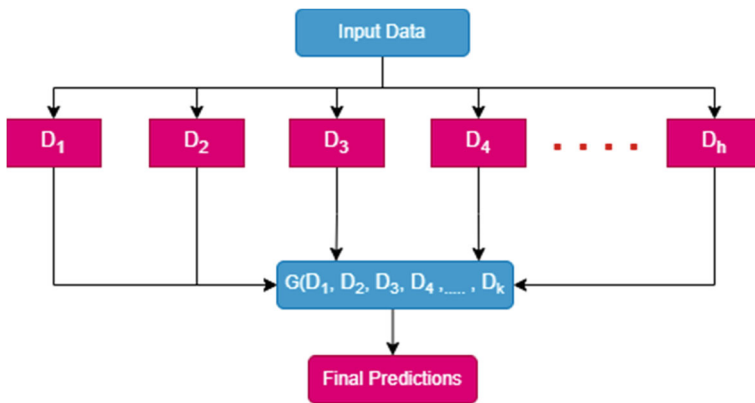 Input Data
D₁ D₂ D₃ D₄ . . . . Dₕ
G(D₁, D₂, D₃, D₄ ,..... , Dₖ
Final Predictions